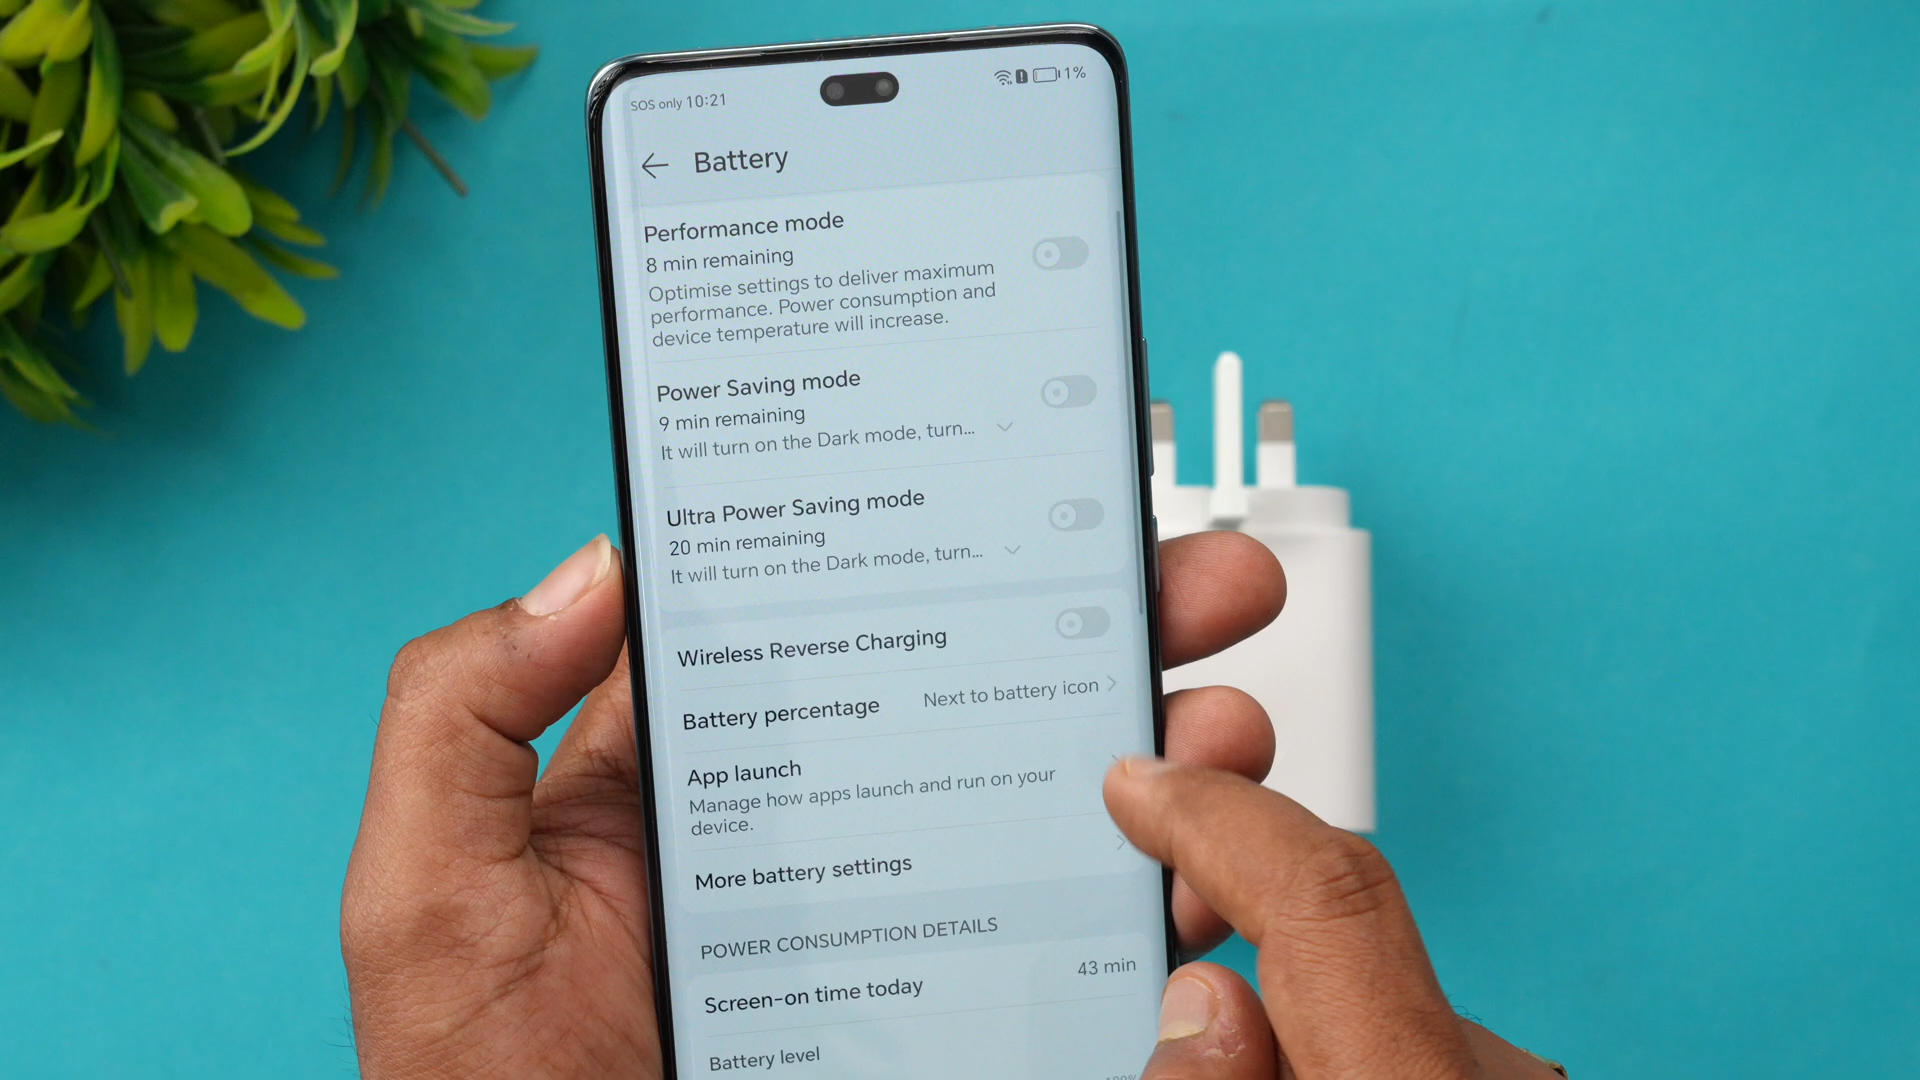 SOS only 10:21
1%
Battery
Performance mode
8 min remaining
Optimise settings to deliver maximum
performance. Power consumption and
device temperature will increase.
Power Saving mode
9 min remaining
It will turn on the Dark mode, turn...
Ultra Power Saving mode
20 min remaining
It will turn on the Dark mode, turn...
Wireless Reverse Charging
Battery percentage Next to battery icon
App launch
Manage how apps launch and run on your
device.
More battery settings
POWER CONSUMPTION DETAILS
Screen-on time today 43 min
Battery level
100%